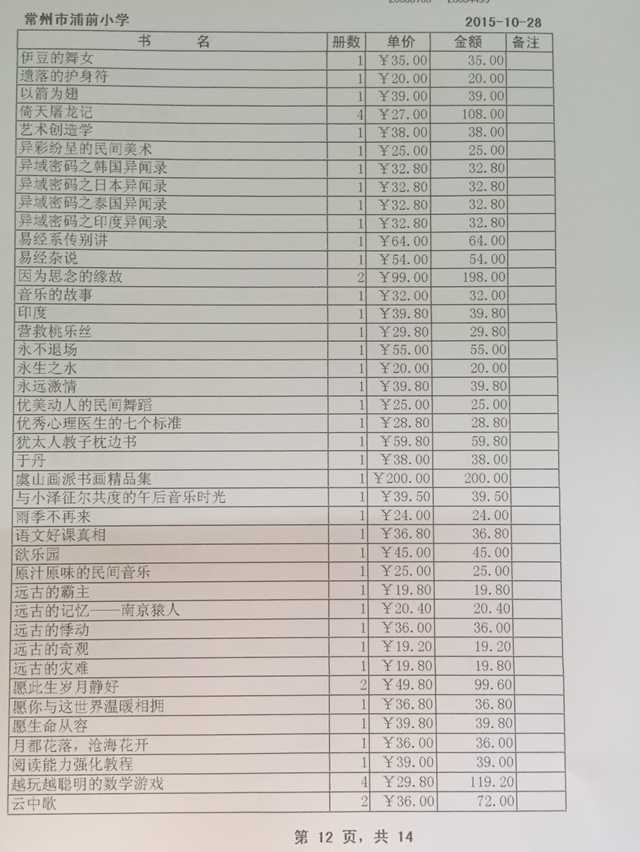 常州市浦前小学 2015-10-28
书 名 册数 单价 金额 备注
伊豆的舞女 1 ¥35.00 35.00
遗落的护身符 1 ¥20.00 20.00
以箭为翅 1 ¥39.00 39.00
倚天屠龙记 4 ¥27.00 108.00
艺术创造学 1 ¥38.00 38.00
异彩纷呈的民间美术 1 ¥25.00 25.00
异域密码之韩国异闻录 1 ¥32.80 32.80
异域密码之日本异闻录 1 ¥32.80 32.80
异域密码之泰国异闻录 1 ¥32.80 32.80
异域密码之印度异闻录 1 ¥32.80 32.80
易经系传别讲 1 ¥64.00 64.00
易经杂说 1 ¥54.00 54.00
因为思念的缘故 2 ¥99.00 198.00
音乐的故事 1 ¥32.00 32.00
印度 1 ¥39.80 39.80
营救桃乐丝 1 ¥29.80 29.80
永不退场 1 ¥55.00 55.00
永生之水 1 ¥20.00 20.00
永远激情 1 ¥39.80 39.80
优美动人的民间舞蹈 1 ¥25.00 25.00
优秀心理医生的七个标准 1 ¥28.80 28.80
犹太人教子枕边书 1 ¥59.80 59.80
于丹 1 ¥38.00 38.00
虞山画派书画精品集 1 ¥200.00 200.00
与小泽征尔共度的午后音乐时光 1 ¥39.50 39.50
雨季不再来 1 ¥24.00 24.00
语文好课真相 1 ¥36.80 36.80
欲乐园 1 ¥45.00 45.00
原汁原味的民间音乐 1 ¥25.00 25.00
远古的霸主 1 ¥19.80 19.80
远古的记忆——南京猿人 1 ¥20.40 20.40
远古的悸动 1 ¥36.00 36.00
远古的奇观 1 ¥19.20 19.20
远古的灾难 1 ¥19.80 19.80
愿此生岁月静好 2 ¥49.80 99.60
愿你与这世界温暖相拥 1 ¥36.80 36.80
愿生命从容 1 ¥39.80 39.80
月都花落，沧海花开 1 ¥36.00 36.00
阅读能力强化教程 1 ¥39.00 39.00
越玩越聪明的数学游戏 4 ¥29.80 119.20
云中歌 2 ¥36.00 72.00
第 12 页，共 14